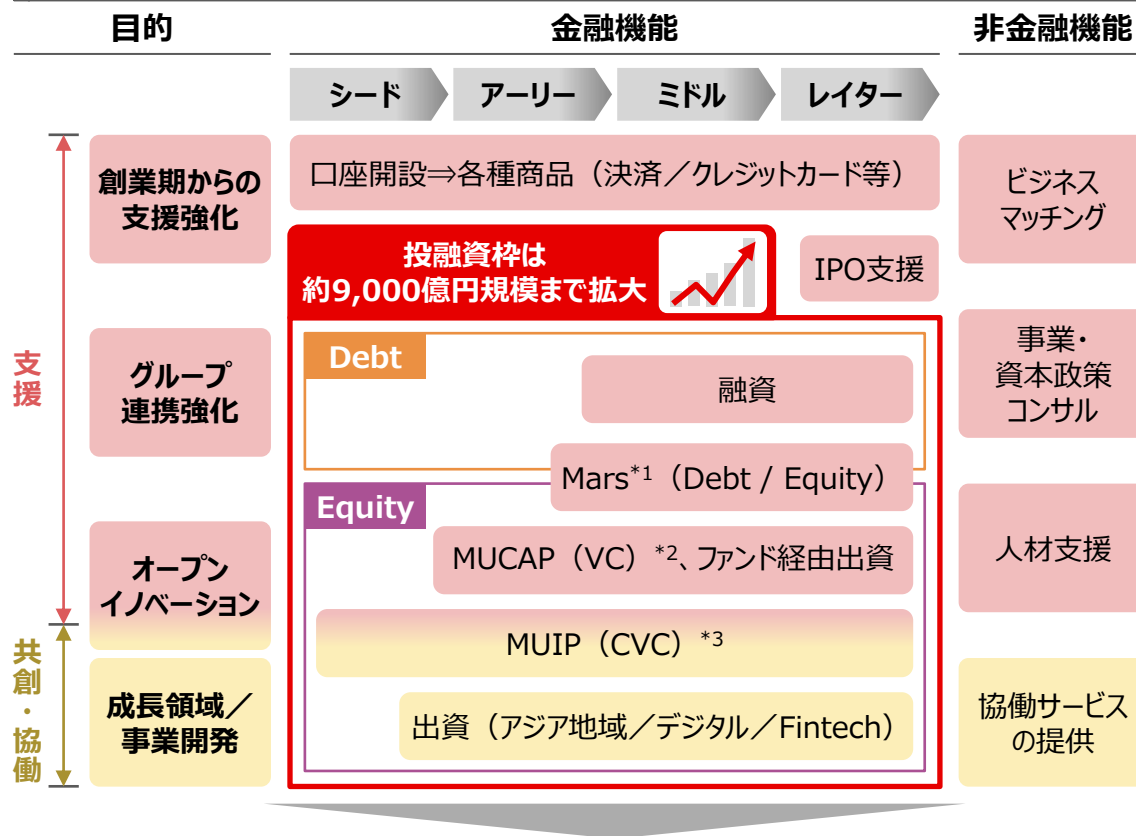 目的
金融機能
非金融機能
シード
アーリー
ミドル
レイター
支援
共創・協働
創業期からの
支援強化
グループ
連携強化
オープン
イノベーション
成長領域／
事業開発
口座開設⇒各種商品（決済／クレジットカード等）
投融資枠は
約9,000億円規模まで拡大
IPO支援
Debt
融資
Mars*1（Debt / Equity）
Equity
MUCAP（VC）*2、ファンド経由出資
MUIP（CVC）*3
出資（アジア地域／デジタル／Fintech）
ビジネス
マッチング
事業・
資本政策
コンサル
人材支援
協働サービス
の提供